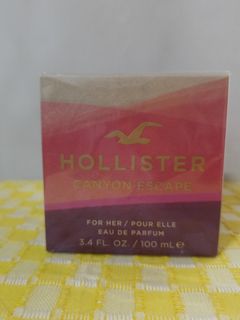 HOLLISTER
CANYON ESCAPE
FOR HER / POUR ELLE
EAU DE PARFUM
3.4 FL. OZ. / 100 mL ℮